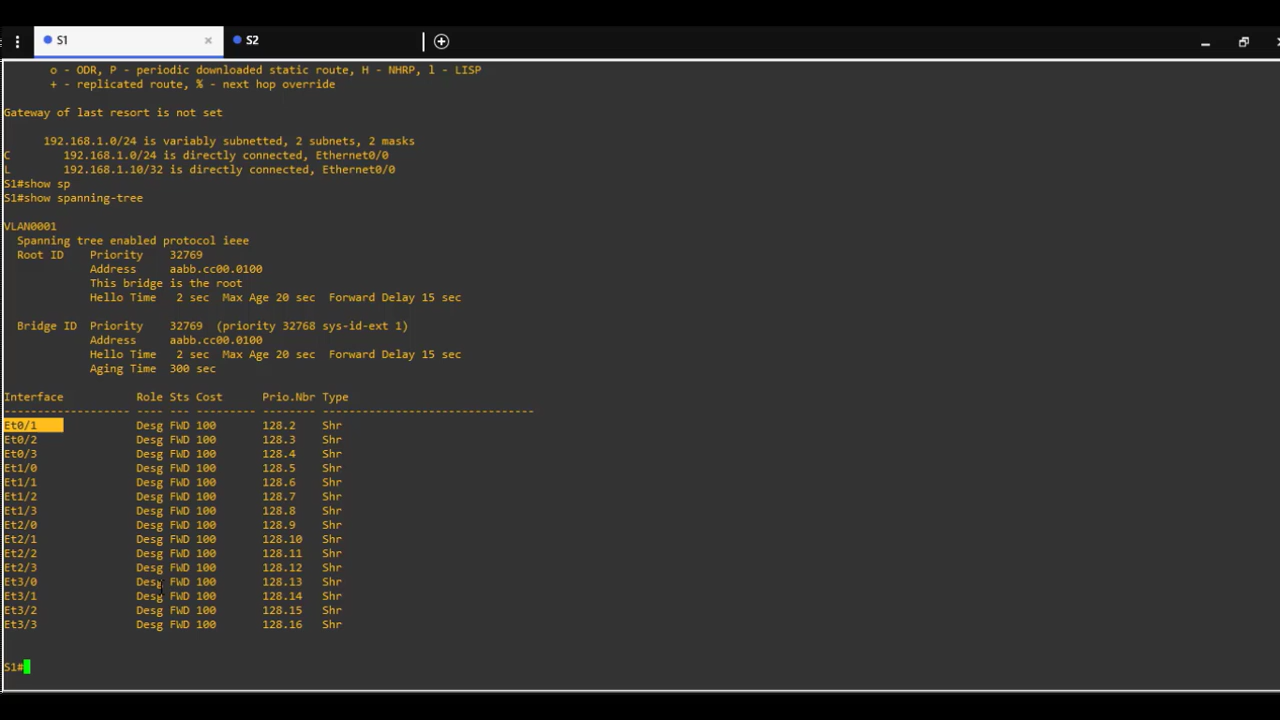 S1
S2
o - ODR, P - periodic downloaded static route, H - NHRP, l - LISP
+ - replicated route, % - next hop override
Gateway of last resort is not set
192.168.1.0/24 is variably subnetted, 2 subnets, 2 masks
C 192.168.1.0/24 is directly connected, Ethernet0/0
L 192.168.1.10/32 is directly connected, Ethernet0/0
S1#show sp
S1#show spanning-tree
VLAN0001
Spanning tree enabled protocol ieee
Root ID Priority 32769
Address aabb.cc00.0100
This bridge is the root
Hello Time 2 sec Max Age 20 sec Forward Delay 15 sec
Bridge ID Priority 32769 (priority 32768 sys-id-ext 1)
Address aabb.cc00.0100
Hello Time 2 sec Max Age 20 sec Forward Delay 15 sec
Aging Time 300 sec
Interface Role Sts Cost Prio.Nbr Type
------------------- ---- --- --------- -------- --------------------------------
Et0/1 Desg FWD 100 128.2 Shr
Et0/2 Desg FWD 100 128.3 Shr
Et0/3 Desg FWD 100 128.4 Shr
Et1/0 Desg FWD 100 128.5 Shr
Et1/1 Desg FWD 100 128.6 Shr
Et1/2 Desg FWD 100 128.7 Shr
Et1/3 Desg FWD 100 128.8 Shr
Et2/0 Desg FWD 100 128.9 Shr
Et2/1 Desg FWD 100 128.10 Shr
Et2/2 Desg FWD 100 128.11 Shr
Et2/3 Desg FWD 100 128.12 Shr
Et3/0 Desg FWD 100 128.13 Shr
Et3/1 Desg FWD 100 128.14 Shr
Et3/2 Desg FWD 100 128.15 Shr
Et3/3 Desg FWD 100 128.16 Shr
S1#